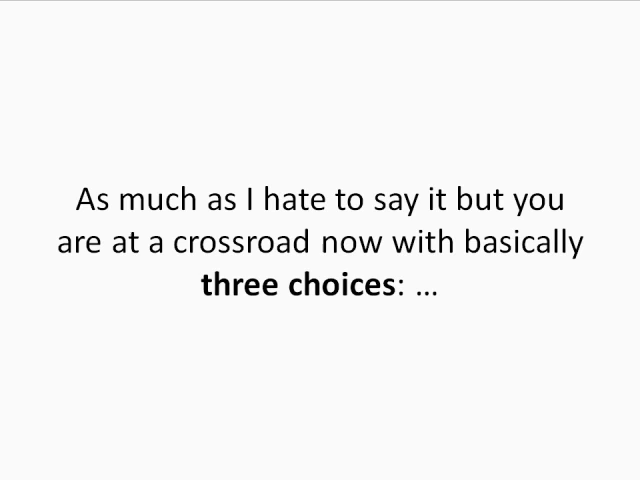 As much as I hate to say it but you
are at a crossroad now with basically
three choices: ...